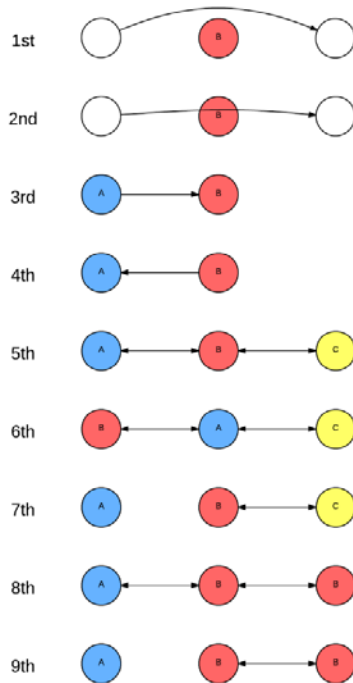 1st B
2nd B
3rd A B
4th A B
5th A B C
6th B A C
7th A B C
8th A B B
9th A B B